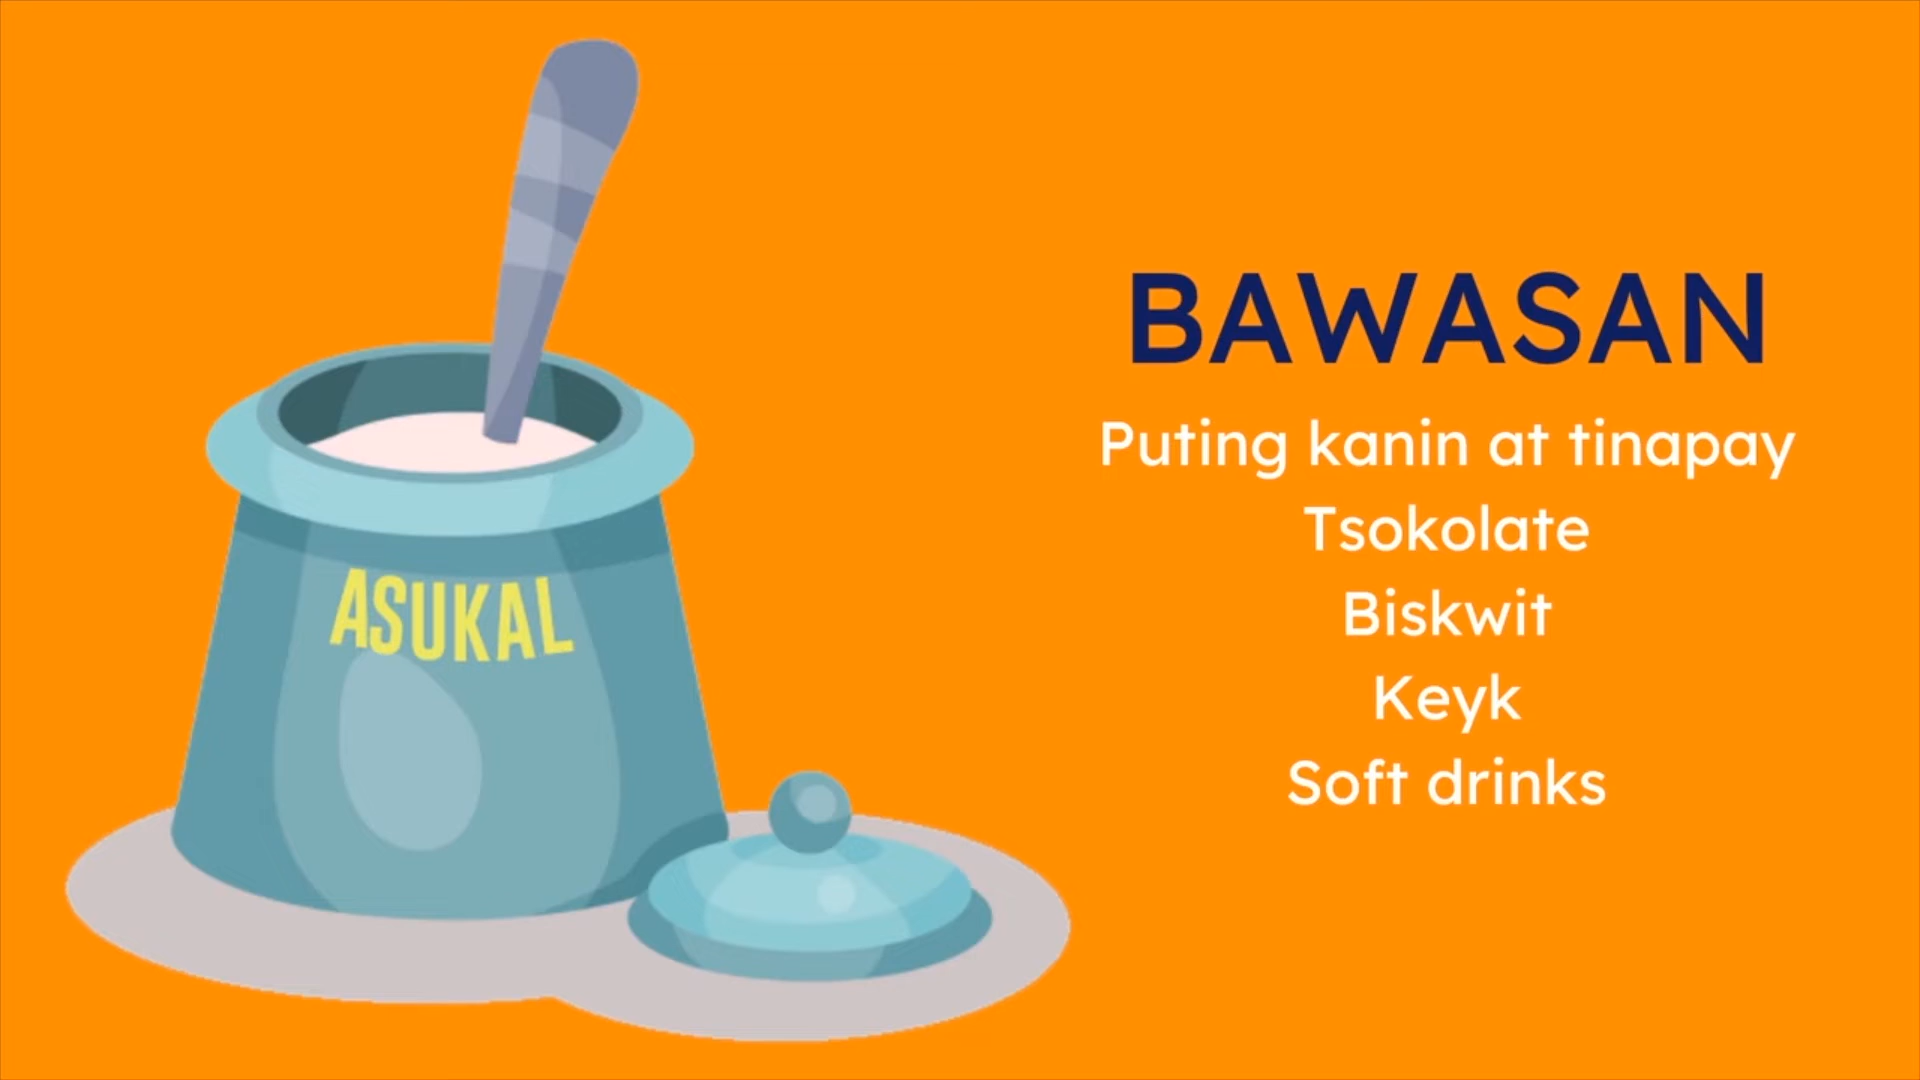 ASUKAL
BAWASAN
Puting kanin at tinapay
Tsokolate
Biskwit
Keyk
Soft drinks